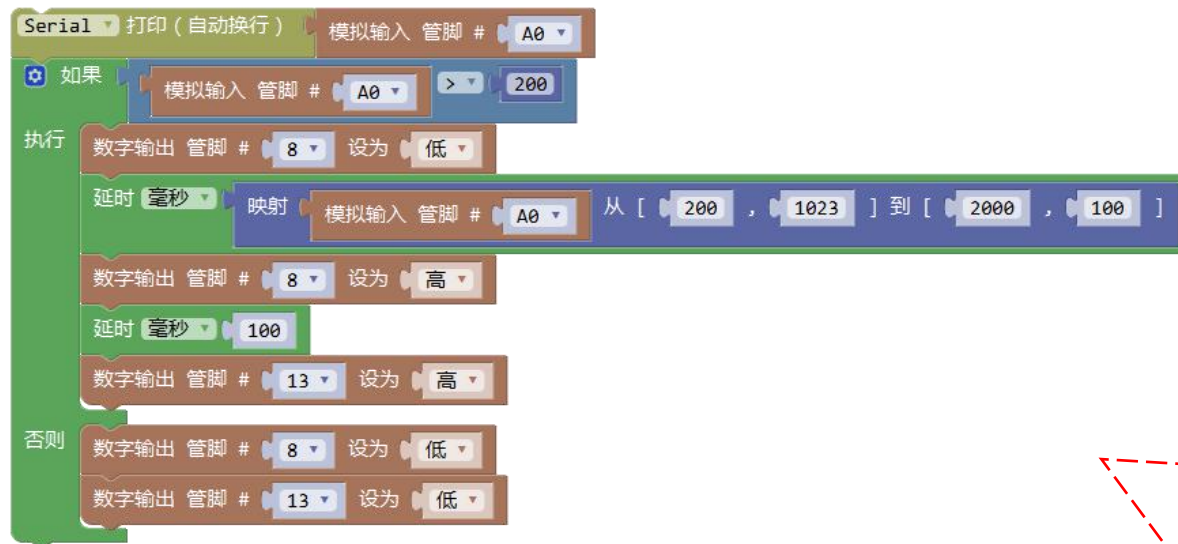 Serial 打印（自动换行） 模拟输入 管脚 # A0
如果 模拟输入 管脚 # A0 > 200
执行 数字输出 管脚 # 8 设为 低
延时 毫秒 映射 模拟输入 管脚 # A0 从 [ 200 , 1023 ] 到 [ 2000 , 100 ]
数字输出 管脚 # 8 设为 高
延时 毫秒 100
数字输出 管脚 # 13 设为 高
否则 数字输出 管脚 # 8 设为 低
数字输出 管脚 # 13 设为 低